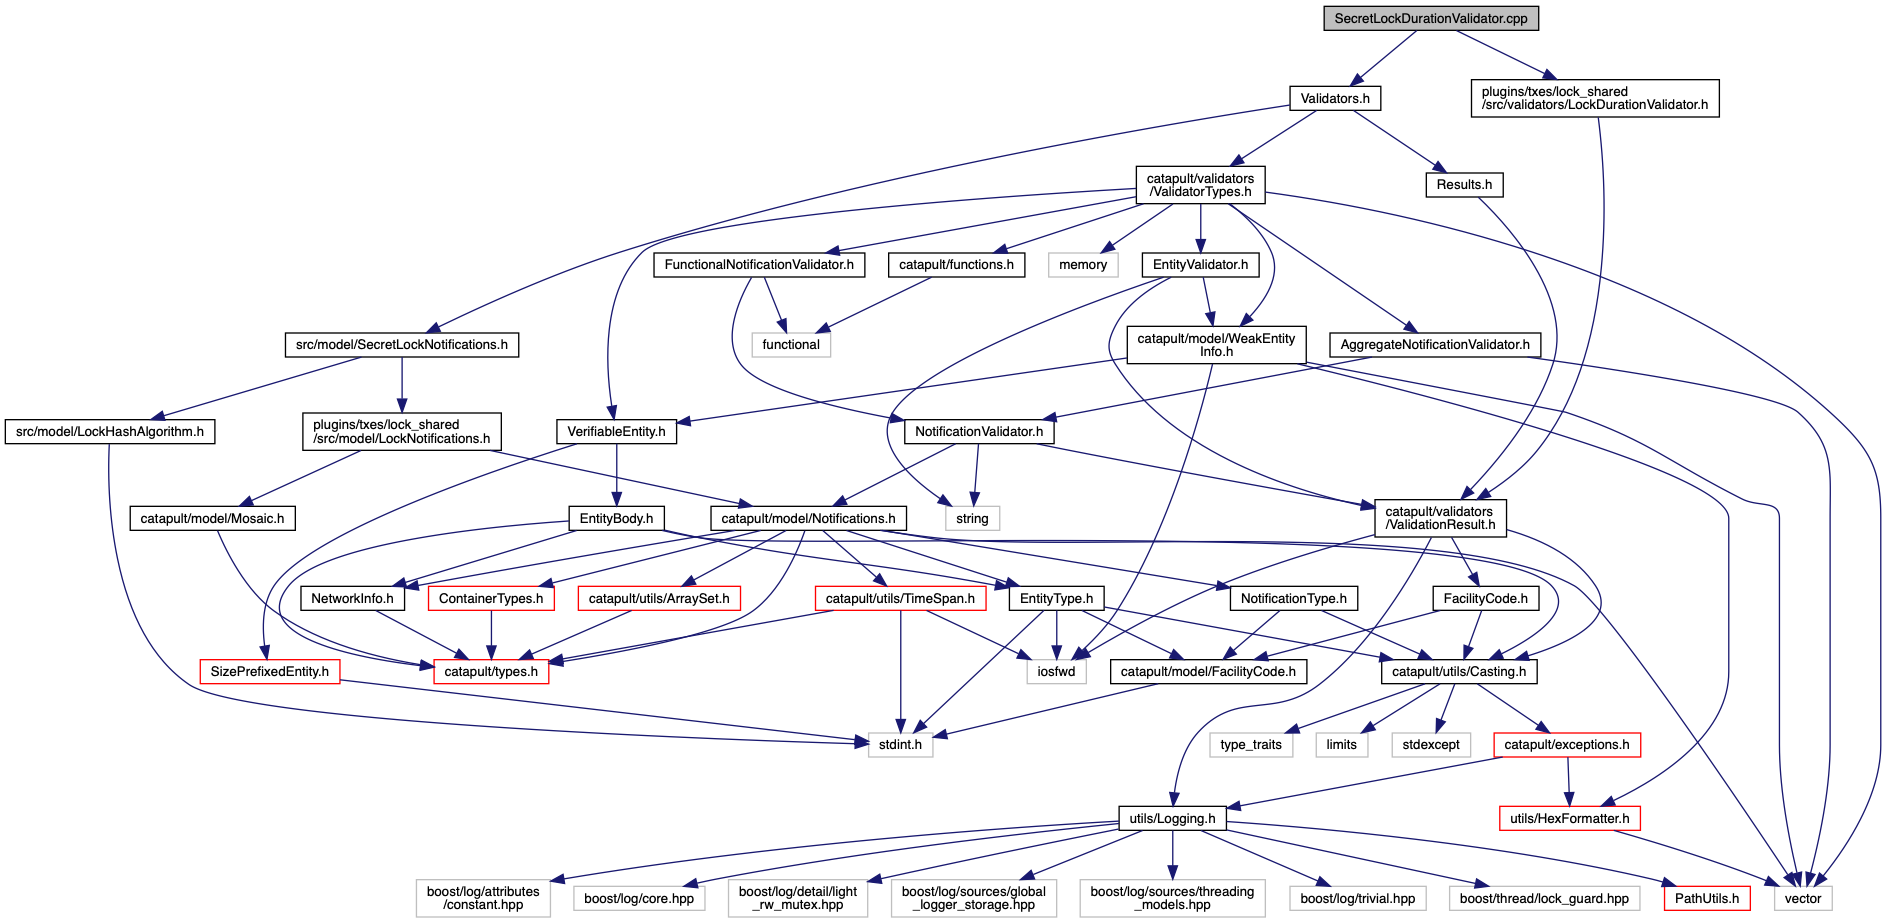 SecretLockDurationValidator.cpp
Validators.h
plugins/txes/lock_shared
/src/validators/LockDurationValidator.h
catapult/validators
/ValidatorTypes.h
Results.h
FunctionalNotificationValidator.h
catapult/functions.h
memory
EntityValidator.h
src/model/SecretLockNotifications.h
functional
catapult/model/WeakEntity
Info.h
AggregateNotificationValidator.h
src/model/LockHashAlgorithm.h
plugins/txes/lock_shared
/src/model/LockNotifications.h
VerifiableEntity.h
NotificationValidator.h
catapult/model/Mosaic.h
EntityBody.h
catapult/model/Notifications.h
string
catapult/validators
/ValidationResult.h
NetworkInfo.h
ContainerTypes.h
catapult/utils/ArraySet.h
catapult/utils/TimeSpan.h
EntityType.h
NotificationType.h
FacilityCode.h
SizePrefixedEntity.h
catapult/types.h
iosfwd
catapult/model/FacilityCode.h
catapult/utils/Casting.h
stdint.h
type_traits
limits
stdexcept
catapult/exceptions.h
utils/Logging.h
utils/HexFormatter.h
boost/log/attributes
/constant.hpp
boost/log/core.hpp
boost/log/detail/light
_rw_mutex.hpp
boost/log/sources/global
_logger_storage.hpp
boost/log/sources/threading
_models.hpp
boost/log/trivial.hpp
boost/thread/lock_guard.hpp
PathUtils.h
vector